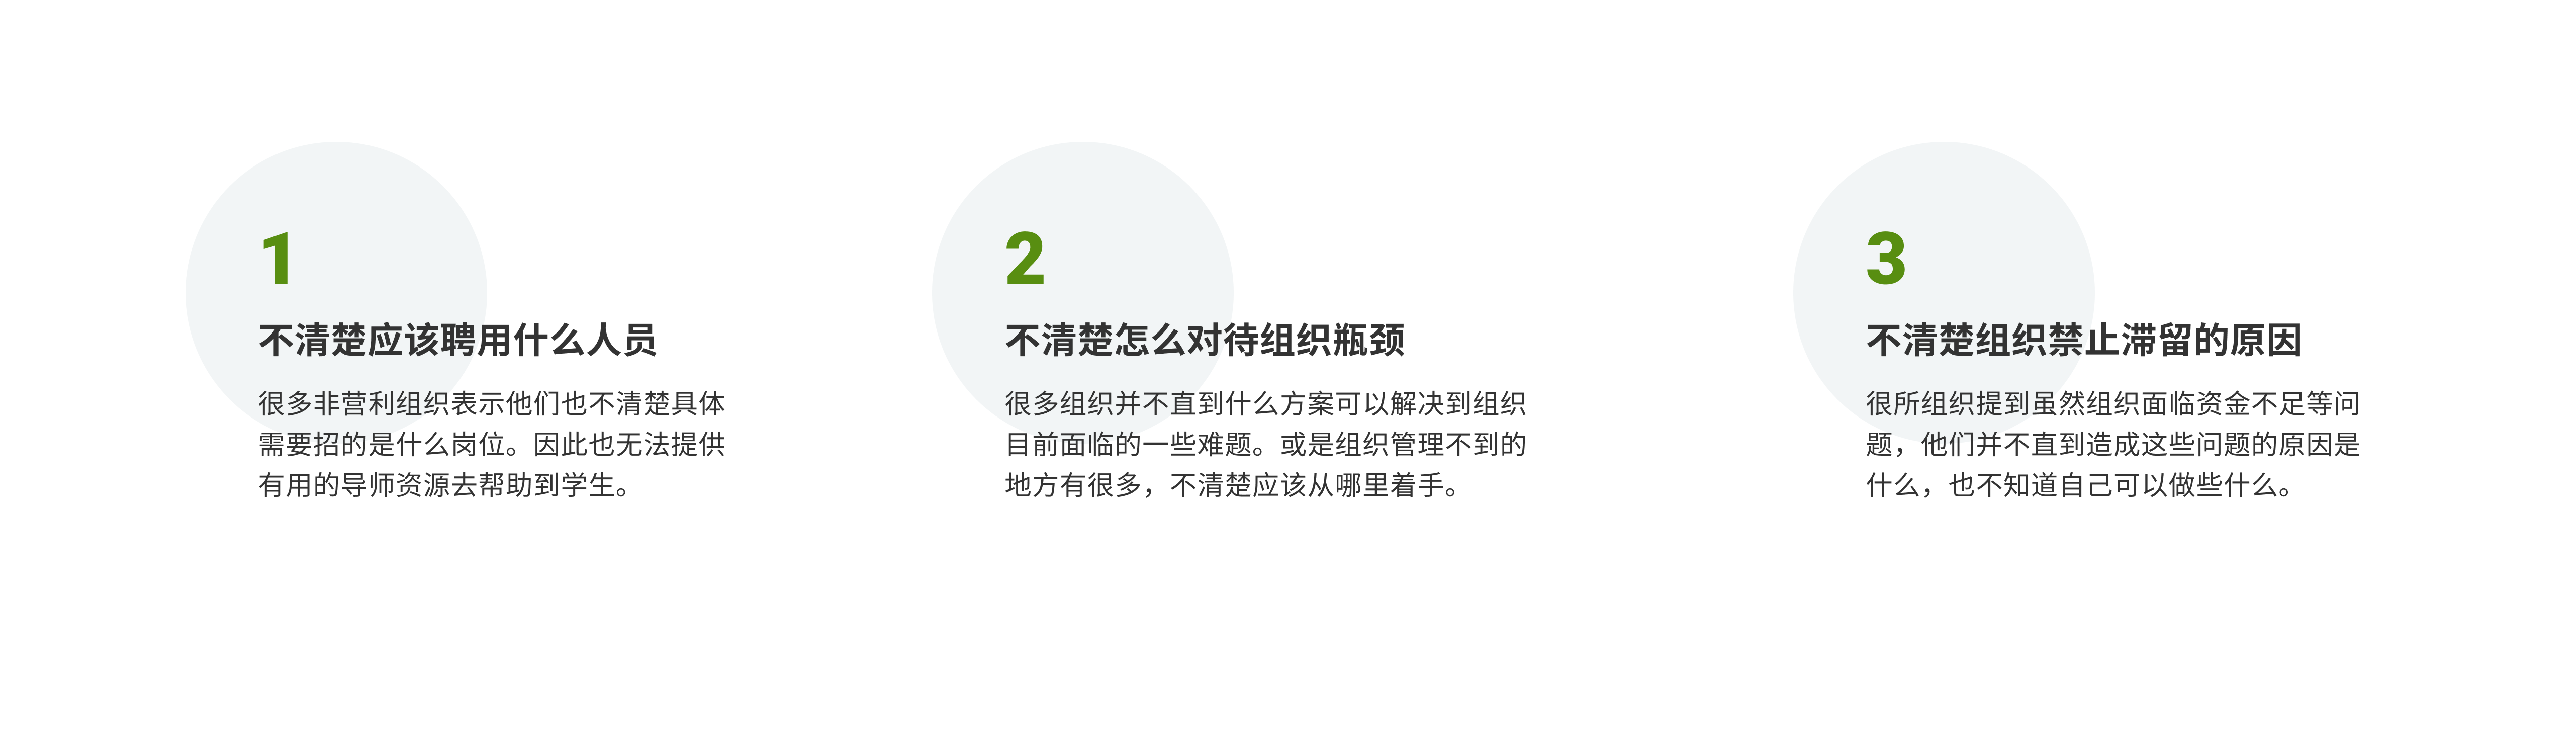 1
不清楚应该聘用什么人员
很多非营利组织表示他们也不清楚具体
需要招的是什么岗位。因此也无法提供
有用的导师资源去帮助到学生。
2
不清楚怎么对待组织瓶颈
很多组织并不直到什么方案可以解决到组织
目前面临的一些难题。或是组织管理不到的
地方有很多，不清楚应该从哪里着手。
3
不清楚组织禁止滞留的原因
很所组织提到虽然组织面临资金不足等问
题，他们并不直到造成这些问题的原因是
什么，也不知道自己可以做些什么。